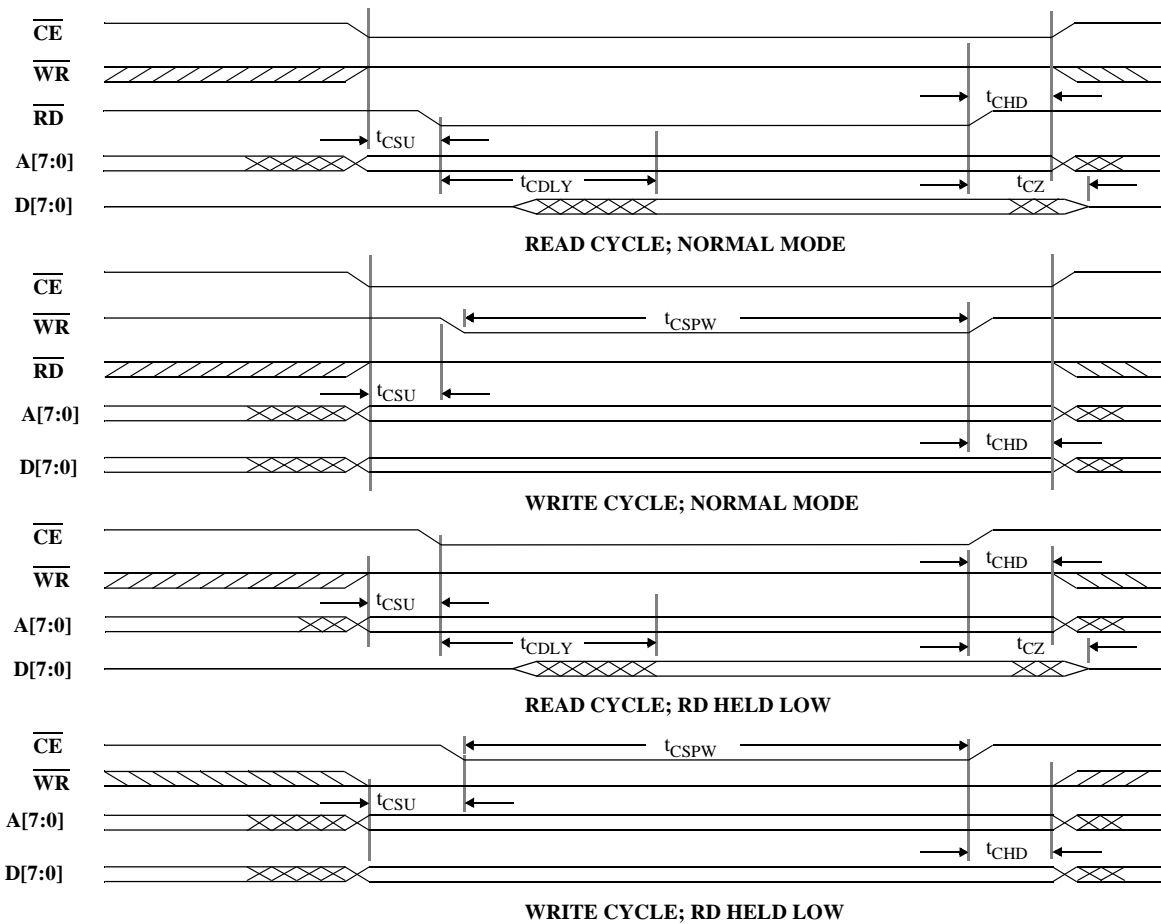 CE
WR
tCHD
RD
tCSU
A[7:0]
tCDLY
tCZ
D[7:0]
READ CYCLE; NORMAL MODE
CE
WR
tCSPW
RD
tCSU
A[7:0]
tCHD
D[7:0]
WRITE CYCLE; NORMAL MODE
CE
tCHD
WR
tCSU
A[7:0]
tCDLY
tCZ
D[7:0]
READ CYCLE; RD HELD LOW
CE
tCSPW
WR
tCSU
A[7:0]
tCHD
D[7:0]
WRITE CYCLE; RD HELD LOW